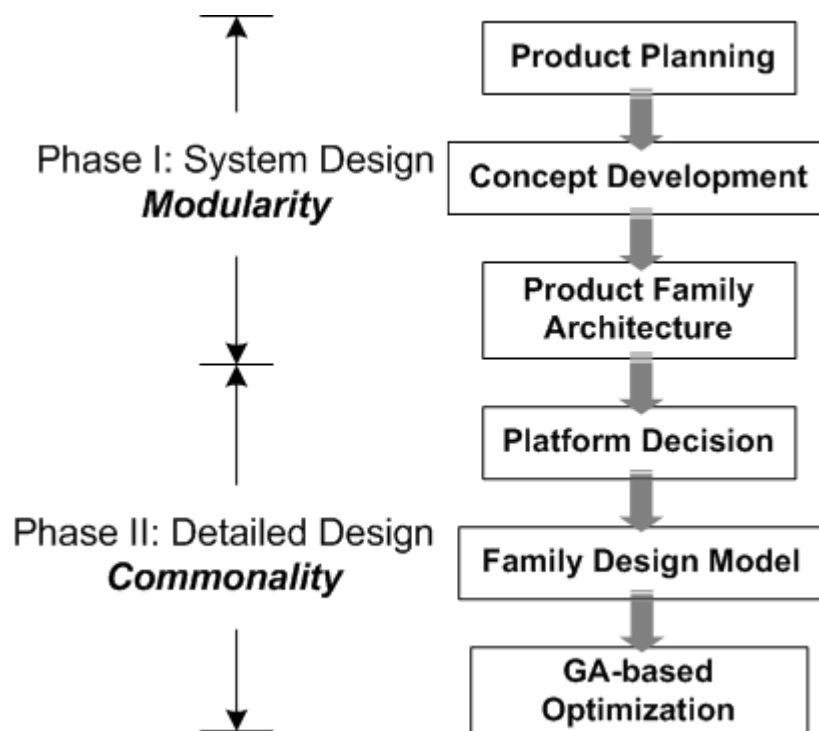 Product Planning
Phase I: System Design
Modularity
Concept Development
Product Family
Architecture
Platform Decision
Phase II: Detailed Design
Commonality
Family Design Model
GA-based
Optimization